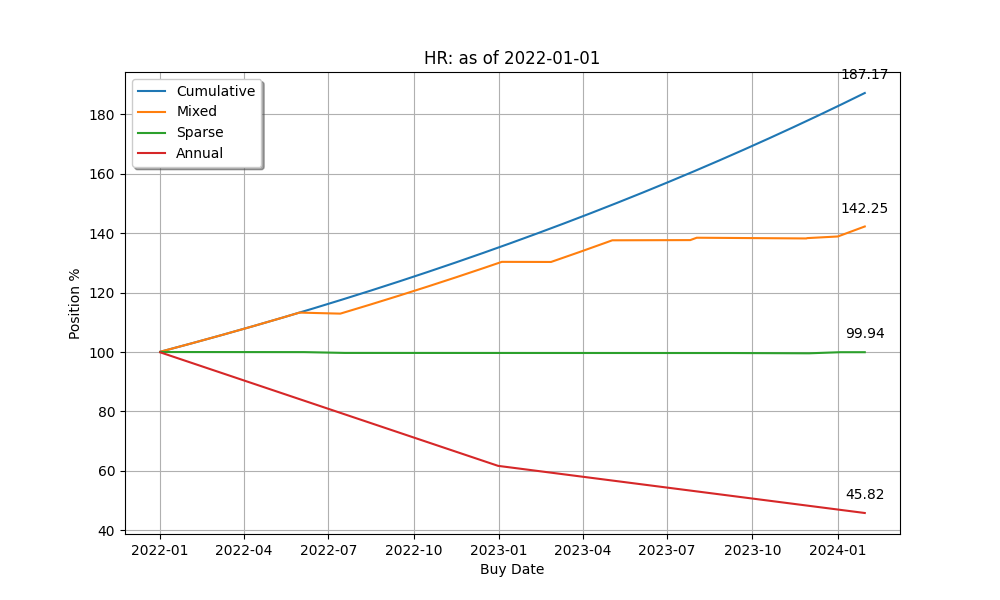 HR: as of 2022-01-01
Cumulative
Mixed
Sparse
Annual
187.17
142.25
99.94
45.82
180
160
140
120
100
80
60
40
Position %
2022-01 2022-04 2022-07 2022-10 2023-01 2023-04 2023-07 2023-10 2024-01
Buy Date